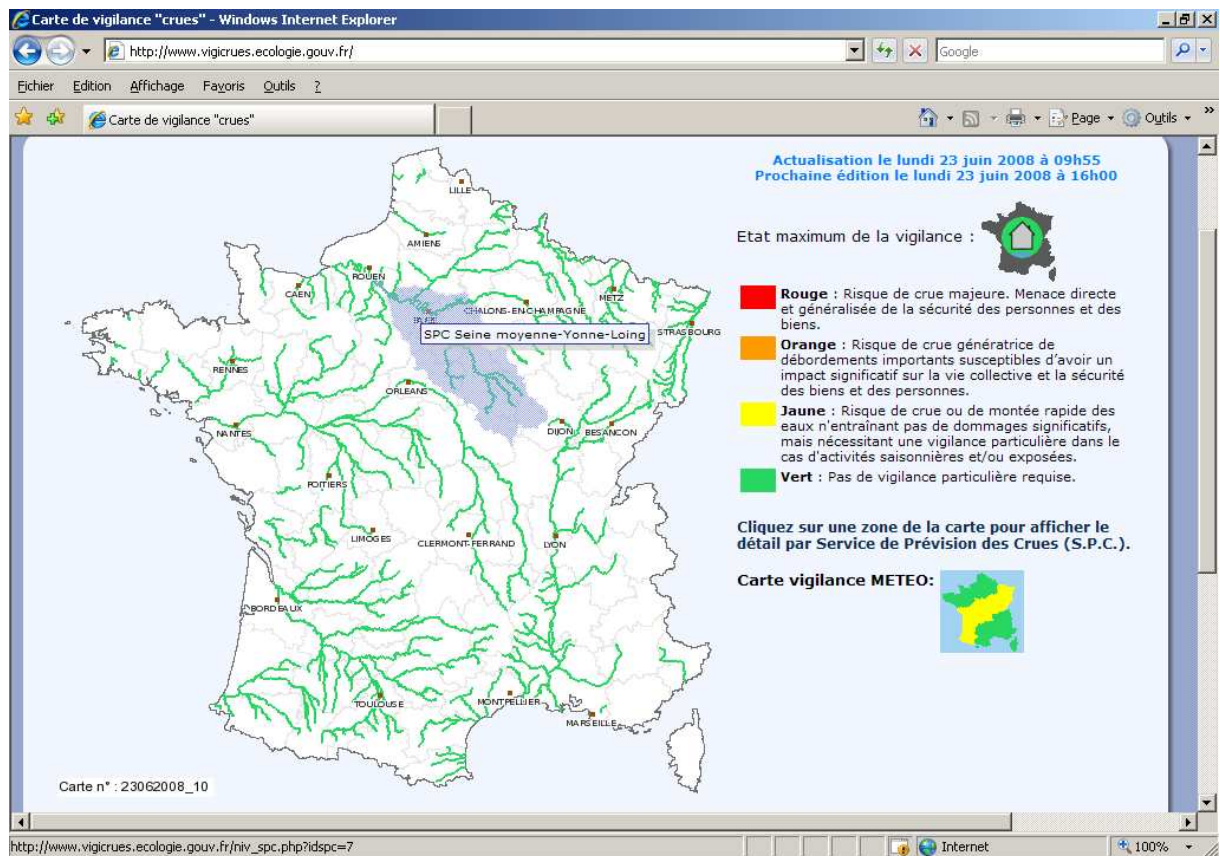 Carte de vigilance "crues" - Windows Internet Explorer
http://www.vigicrues.ecologie.gouv.fr/
Google
Fichier Edition Affichage Favoris Outils ?
Carte de vigilance "crues"
Page Outils »
Actualisation le lundi 23 juin 2008 à 09h55
Prochaine édition le lundi 23 juin 2008 à 16h00
Etat maximum de la vigilance :
Rouge : Risque de crue majeure. Menace directe
et généralisée de la sécurité des personnes et des
biens.
Orange : Risque de crue génératrice de
débordements importants susceptibles d'avoir un
impact significatif sur la vie collective et la sécurité
des biens et des personnes.
Jaune : Risque de crue ou de montée rapide des
eaux n'entraînant pas de dommages significatifs,
mais nécessitant une vigilance particulière dans le
cas d'activités saisonnières et/ou exposées.
Vert : Pas de vigilance particulière requise.
Cliquez sur une zone de la carte pour afficher le
détail par Service de Prévision des Crues (S.P.C.).
Carte vigilance METEO:
LILLE
AMIENS
ROUEN
CAEN
METZ
CHALONS-EN-CHAMPAGNE
STRASBOURG
SPC Seine moyenne-Yonne-Loing
RENNES
ORLEANS
NANTES
DIJON
BESANCON
POITIERS
LIMOGES
CLERMONT-FERRAND
LYON
BORDEAUX
TOULOUSE
MONTPELLIER
MARSEILLE
Carte n° : 23062008_10
http://www.vigicrues.ecologie.gouv.fr/niv_spc.php?idspc=7
Internet
100%